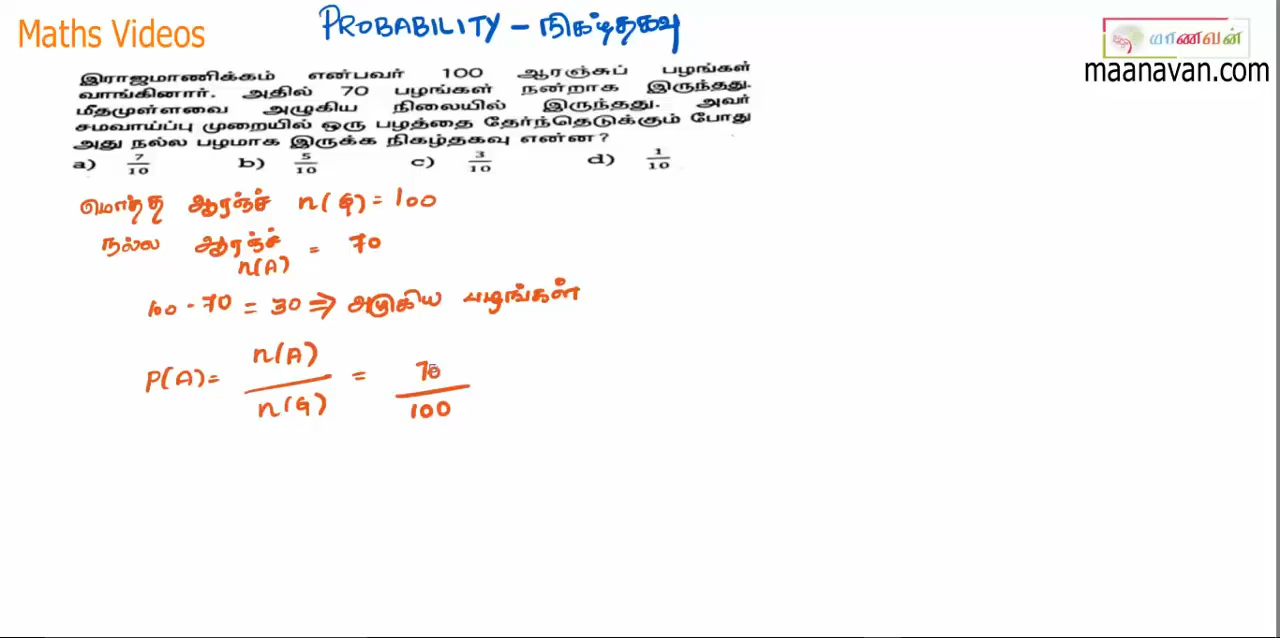 Maths Videos
PROBABILITY – நிகழ்தகவு
மாணவன்
maanavan.com
இராஜமாணிக்கம் என்பவர் 100 ஆரஞ்சுப் பழங்கள்
வாங்கினார். அதில் 70 பழங்கள் நன்றாக இருந்தது.
மீதமுள்ளவை அழுகிய நிலையில் இருந்தது. அவர்
சமவாய்ப்பு முறையில் ஒரு பழத்தை தேர்ந்தெடுக்கும் போது
அது நல்ல பழமாக இருக்க நிகழ்தகவு என்ன?
a) 7/10 b) 5/10 c) 3/10 d) 1/10
மொத்த ஆரஞ்ச் n(S) = 100
நல்ல ஆரஞ்ச் n(A) = 70
100 - 70 = 30 ⇒ அழுகிய பழங்கள்
P(A) = n(A)/n(S) = 70/100